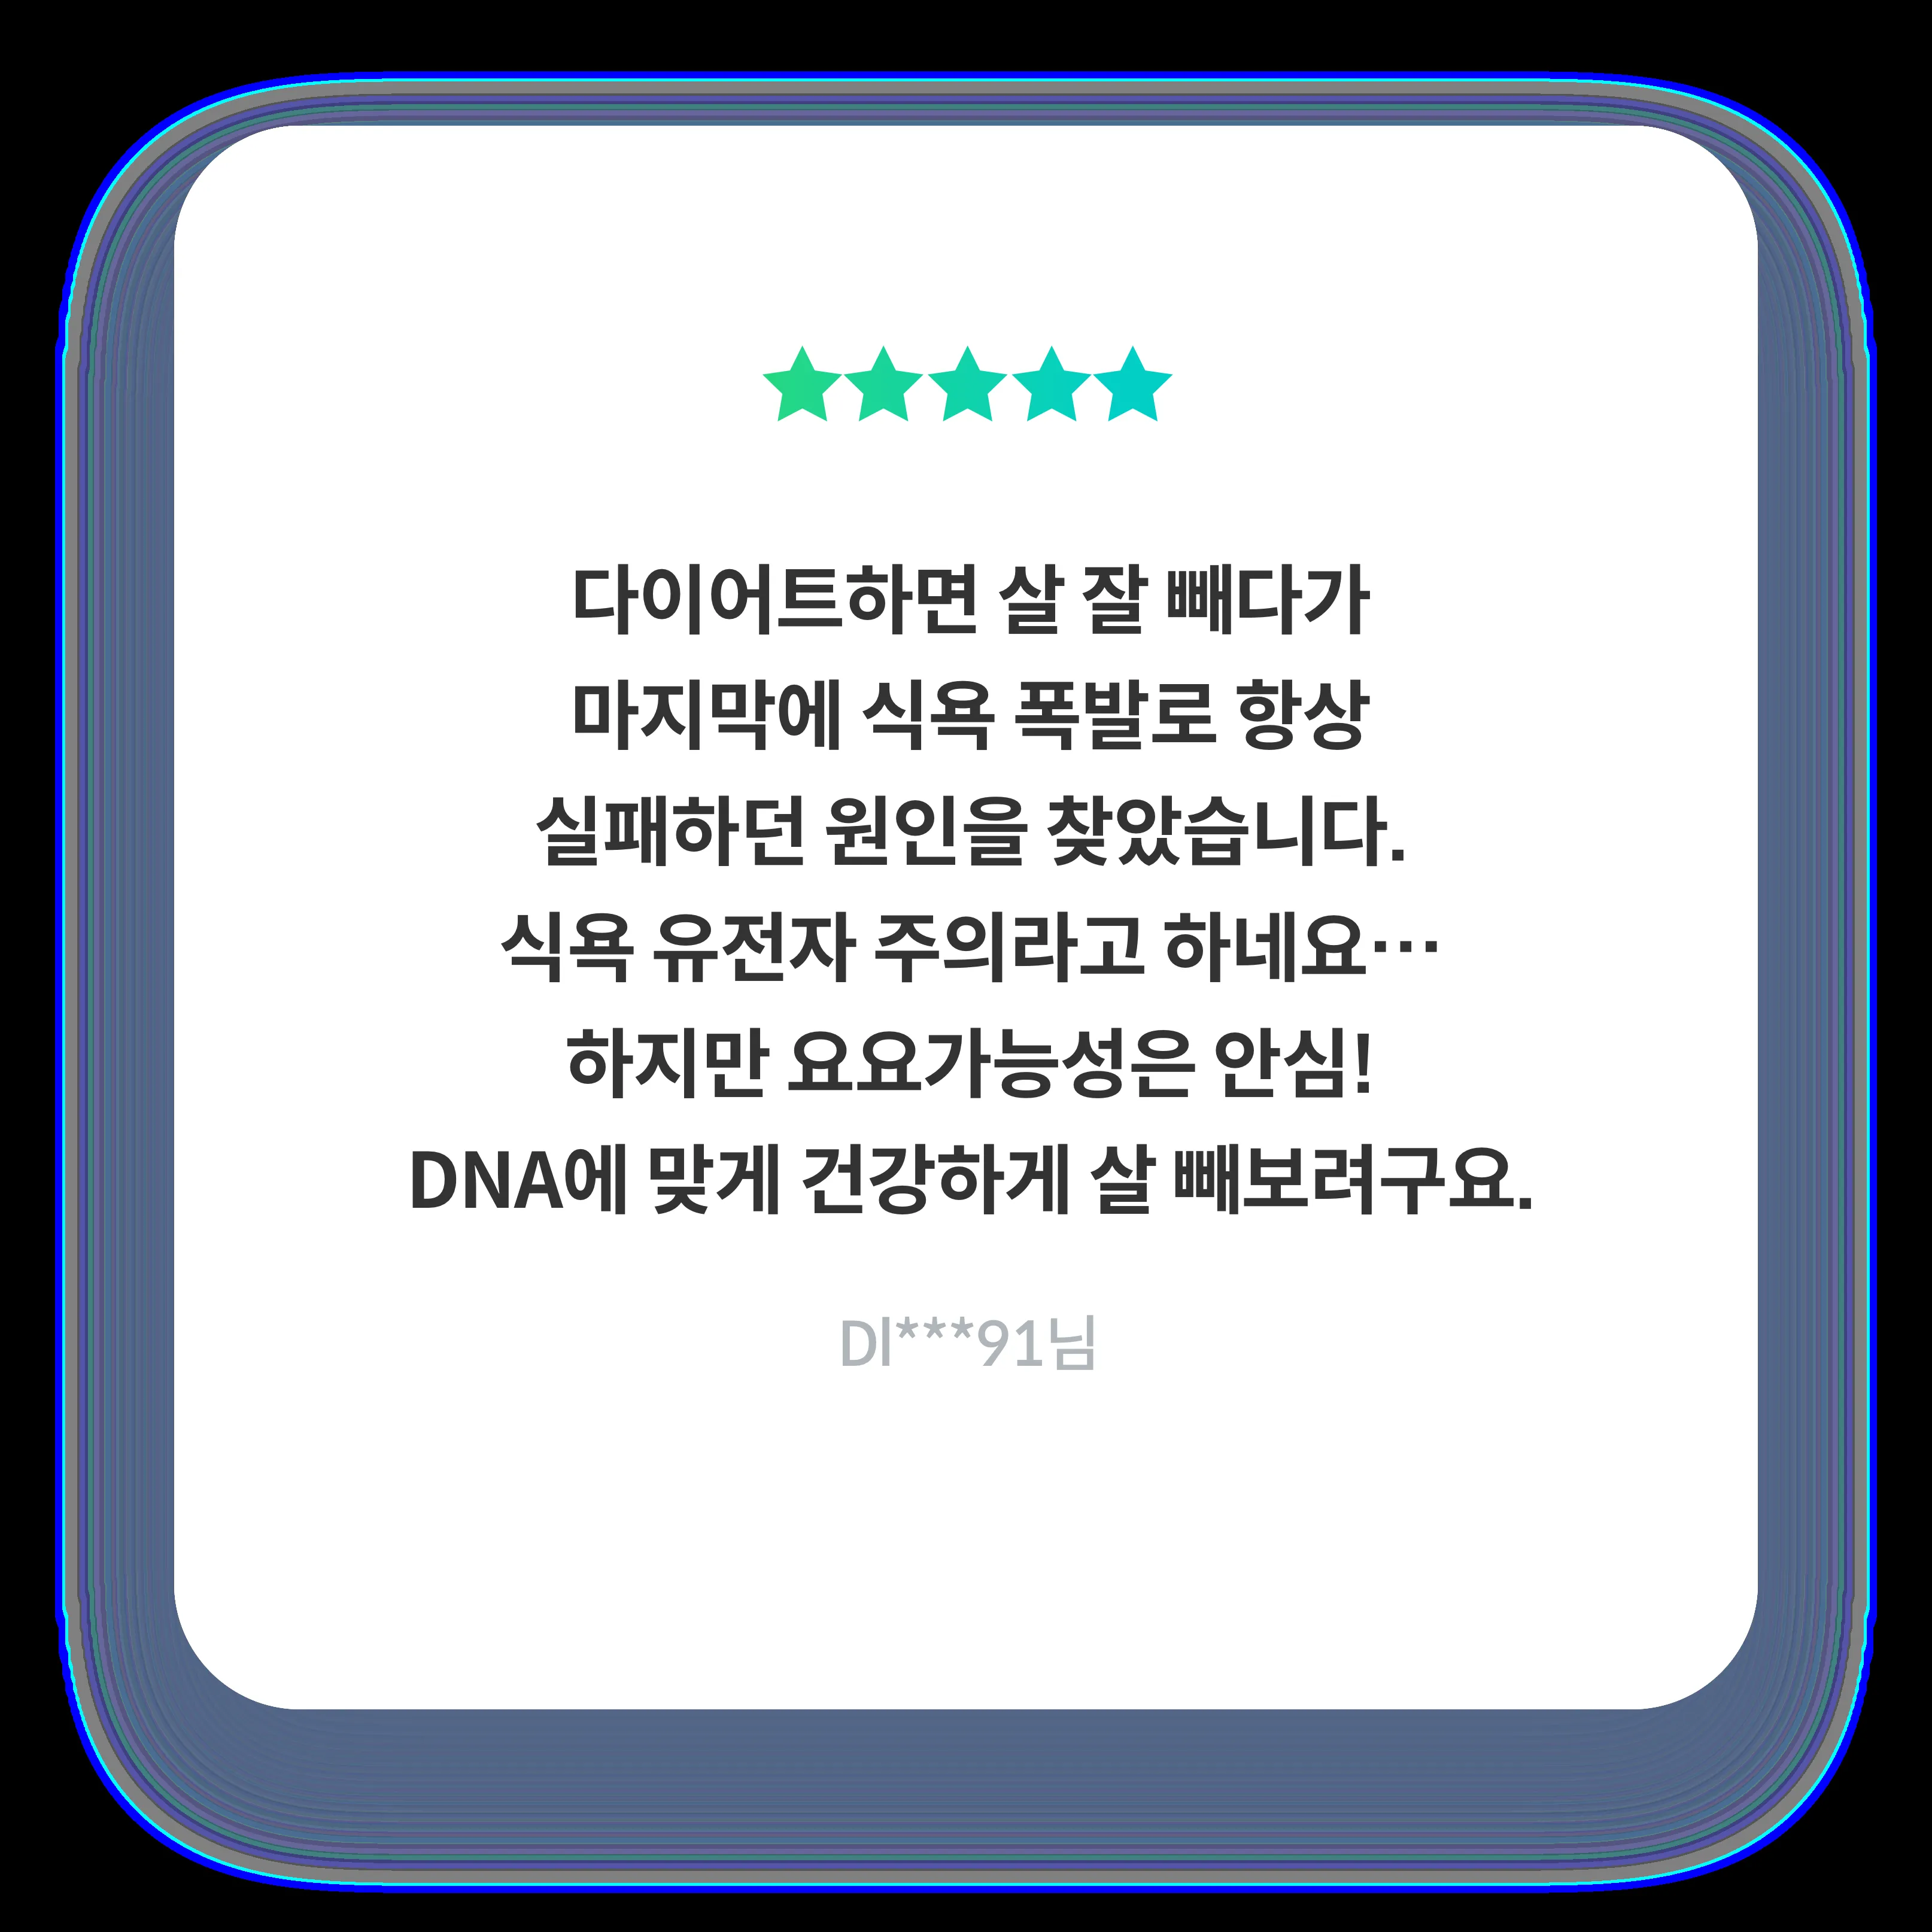 다이어트하면 살 잘 빼다가
마지막에 식욕 폭발로 항상
실패하던 원인을 찾았습니다.
식욕 유전자 주의라고 하네요…
하지만 요요가능성은 안심!
DNA에 맞게 건강하게 살 빼보려구요.
Dl***91님